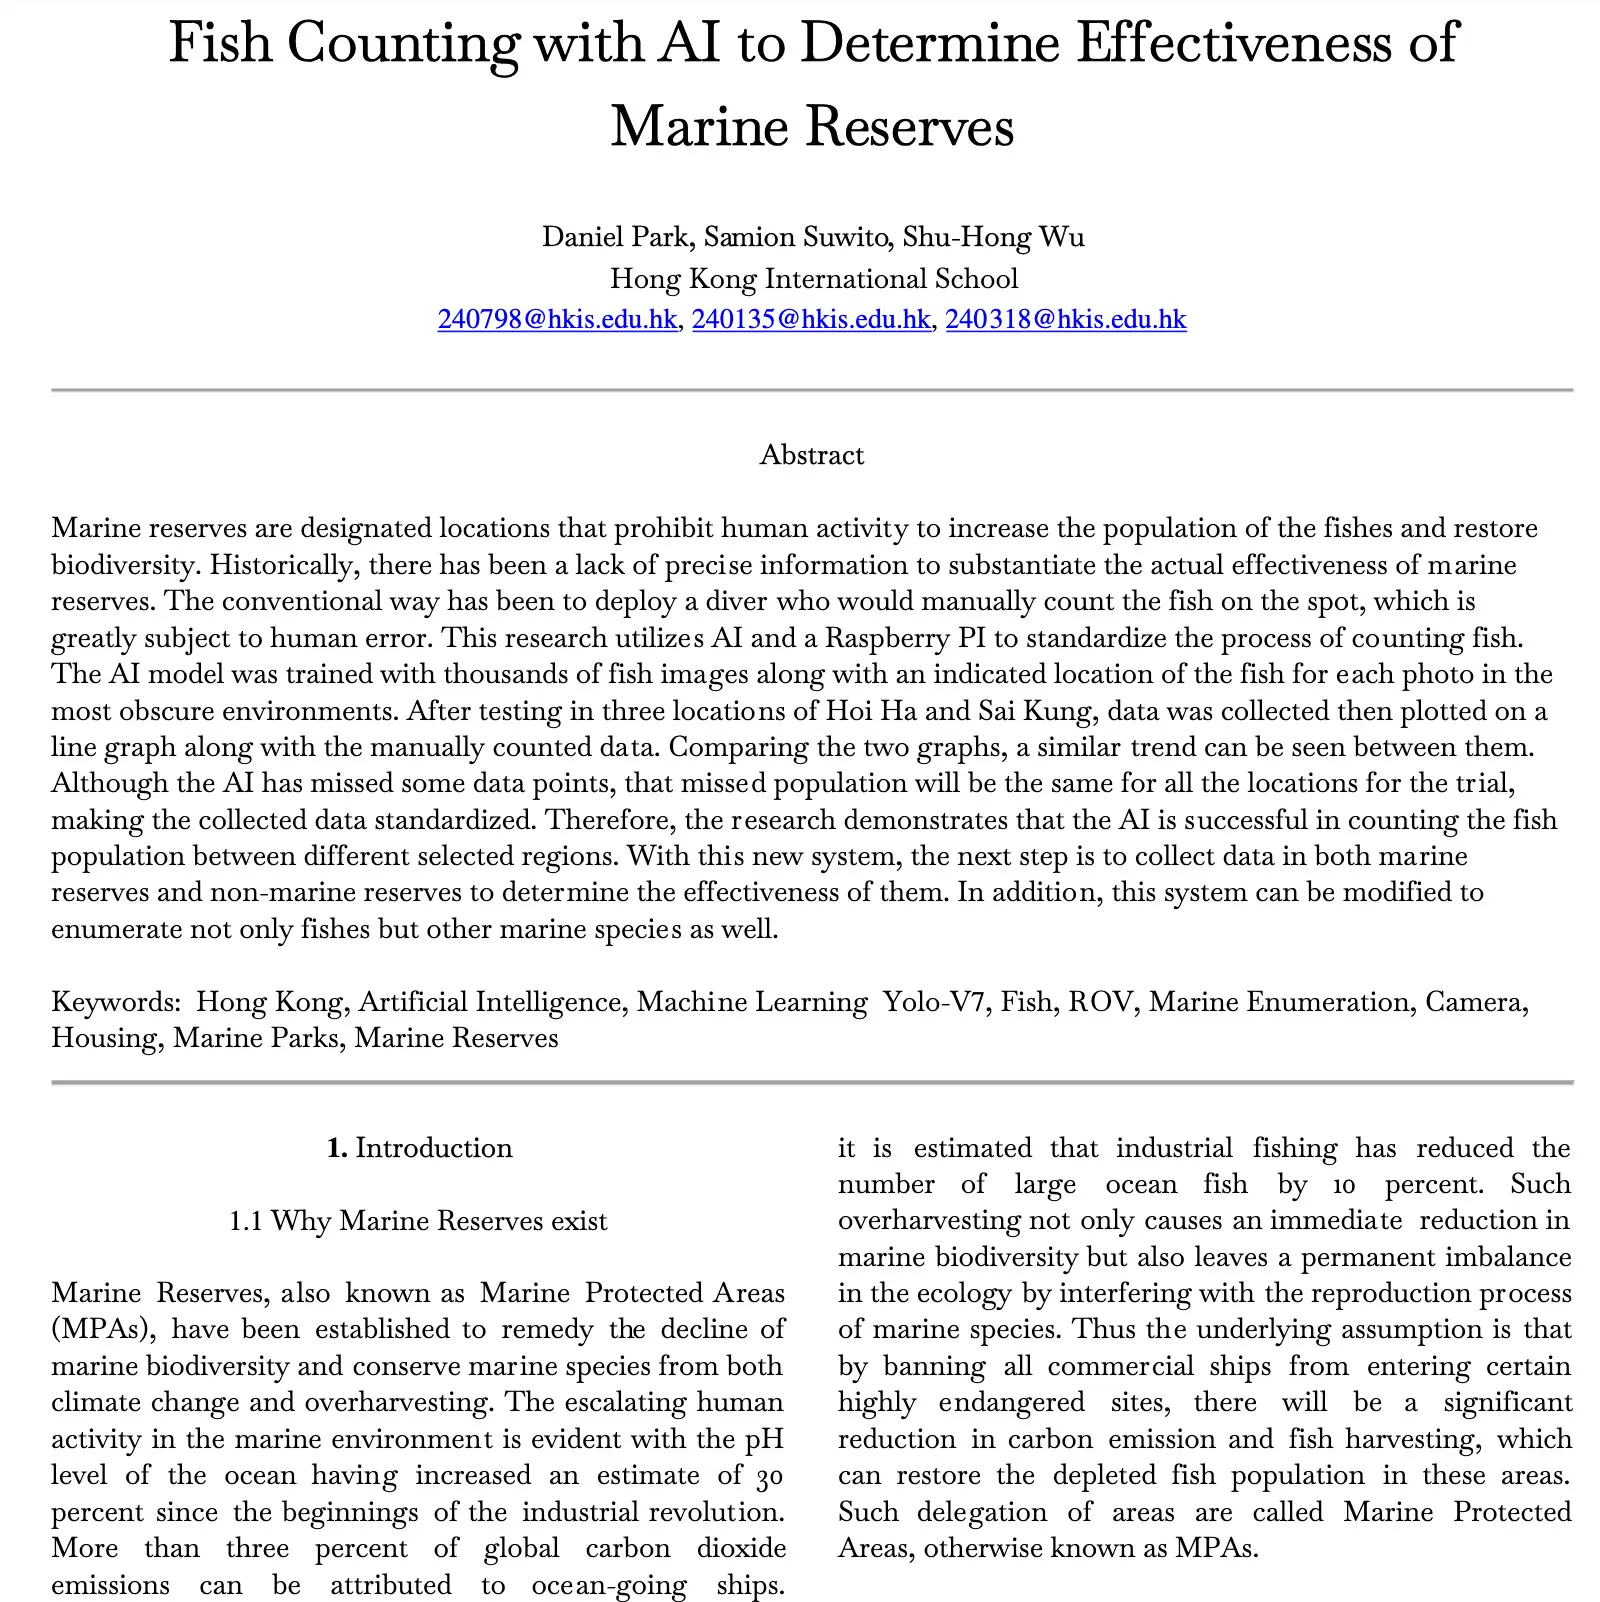 Fish Counting with AI to Determine Effectiveness of
Marine Reserves
Daniel Park, Samion Suwito, Shu-Hong Wu
Hong Kong International School
240798@hkis.edu.hk, 240135@hkis.edu.hk, 240318@hkis.edu.hk
Abstract
Marine reserves are designated locations that prohibit human activity to increase the population of the fishes and restore
biodiversity. Historically, there has been a lack of precise information to substantiate the actual effectiveness of marine
reserves. The conventional way has been to deploy a diver who would manually count the fish on the spot, which is
greatly subject to human error. This research utilizes AI and a Raspberry PI to standardize the process of counting fish.
The AI model was trained with thousands of fish images along with an indicated location of the fish for each photo in the
most obscure environments. After testing in three locations of Hoi Ha and Sai Kung, data was collected then plotted on a
line graph along with the manually counted data. Comparing the two graphs, a similar trend can be seen between them.
Although the AI has missed some data points, that missed population will be the same for all the locations for the trial,
making the collected data standardized. Therefore, the research demonstrates that the AI is successful in counting the fish
population between different selected regions. With this new system, the next step is to collect data in both marine
reserves and non-marine reserves to determine the effectiveness of them. In addition, this system can be modified to
enumerate not only fishes but other marine species as well.
Keywords: Hong Kong, Artificial Intelligence, Machine Learning Yolo-V7, Fish, ROV, Marine Enumeration, Camera,
Housing, Marine Parks, Marine Reserves
1. Introduction
1.1 Why Marine Reserves exist
Marine Reserves, also known as Marine Protected Areas
(MPAs), have been established to remedy the decline of
marine biodiversity and conserve marine species from both
climate change and overharvesting. The escalating human
activity in the marine environment is evident with the pH
level of the ocean having increased an estimate of 30
percent since the beginnings of the industrial revolution.
More than three percent of global carbon dioxide
emissions can be attributed to ocean-going ships.
it is estimated that industrial fishing has reduced the
number of large ocean fish by 10 percent. Such
overharvesting not only causes an immediate reduction in
marine biodiversity but also leaves a permanent imbalance
in the ecology by interfering with the reproduction process
of marine species. Thus the underlying assumption is that
by banning all commercial ships from entering certain
highly endangered sites, there will be a significant
reduction in carbon emission and fish harvesting, which
can restore the depleted fish population in these areas.
Such delegation of areas are called Marine Protected
Areas, otherwise known as MPAs.